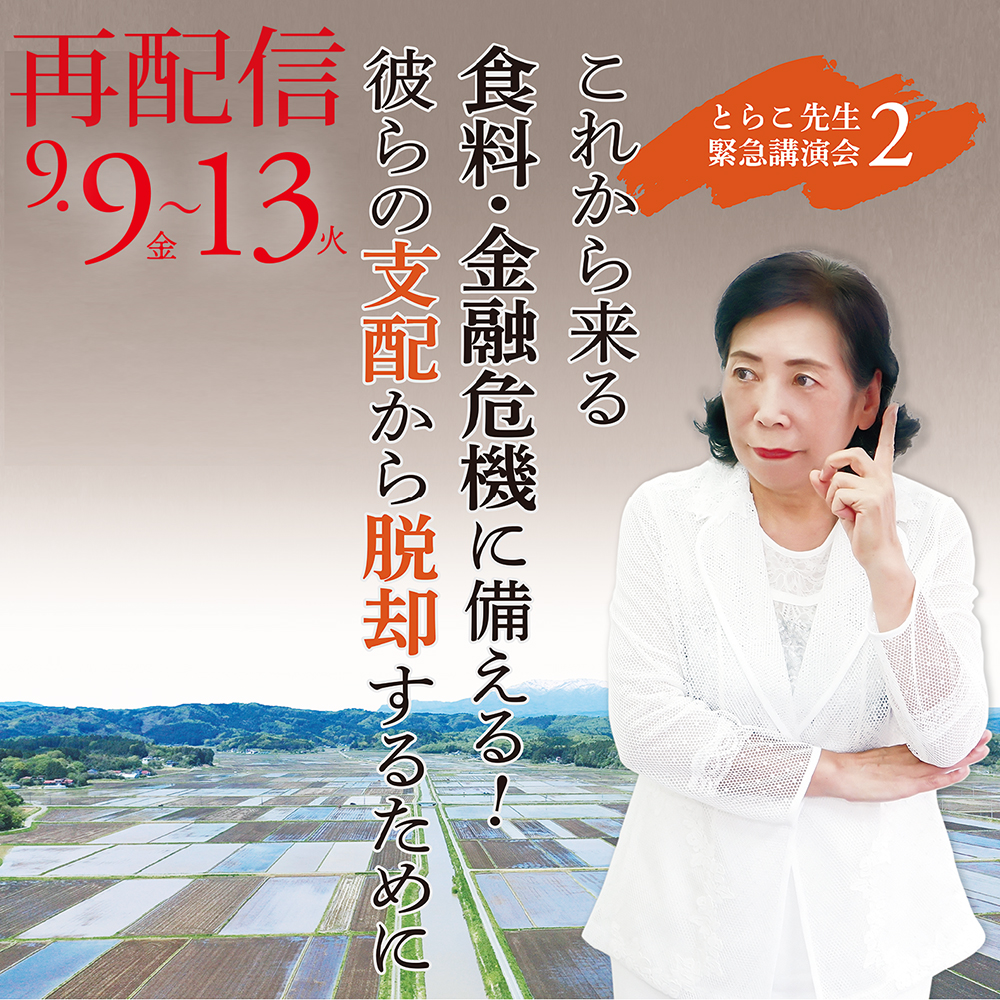 再配信
9.9金~13火
とらこ先生
緊急講演会2
これから来る
食料・金融危機に備える!
彼らの支配から脱却するために